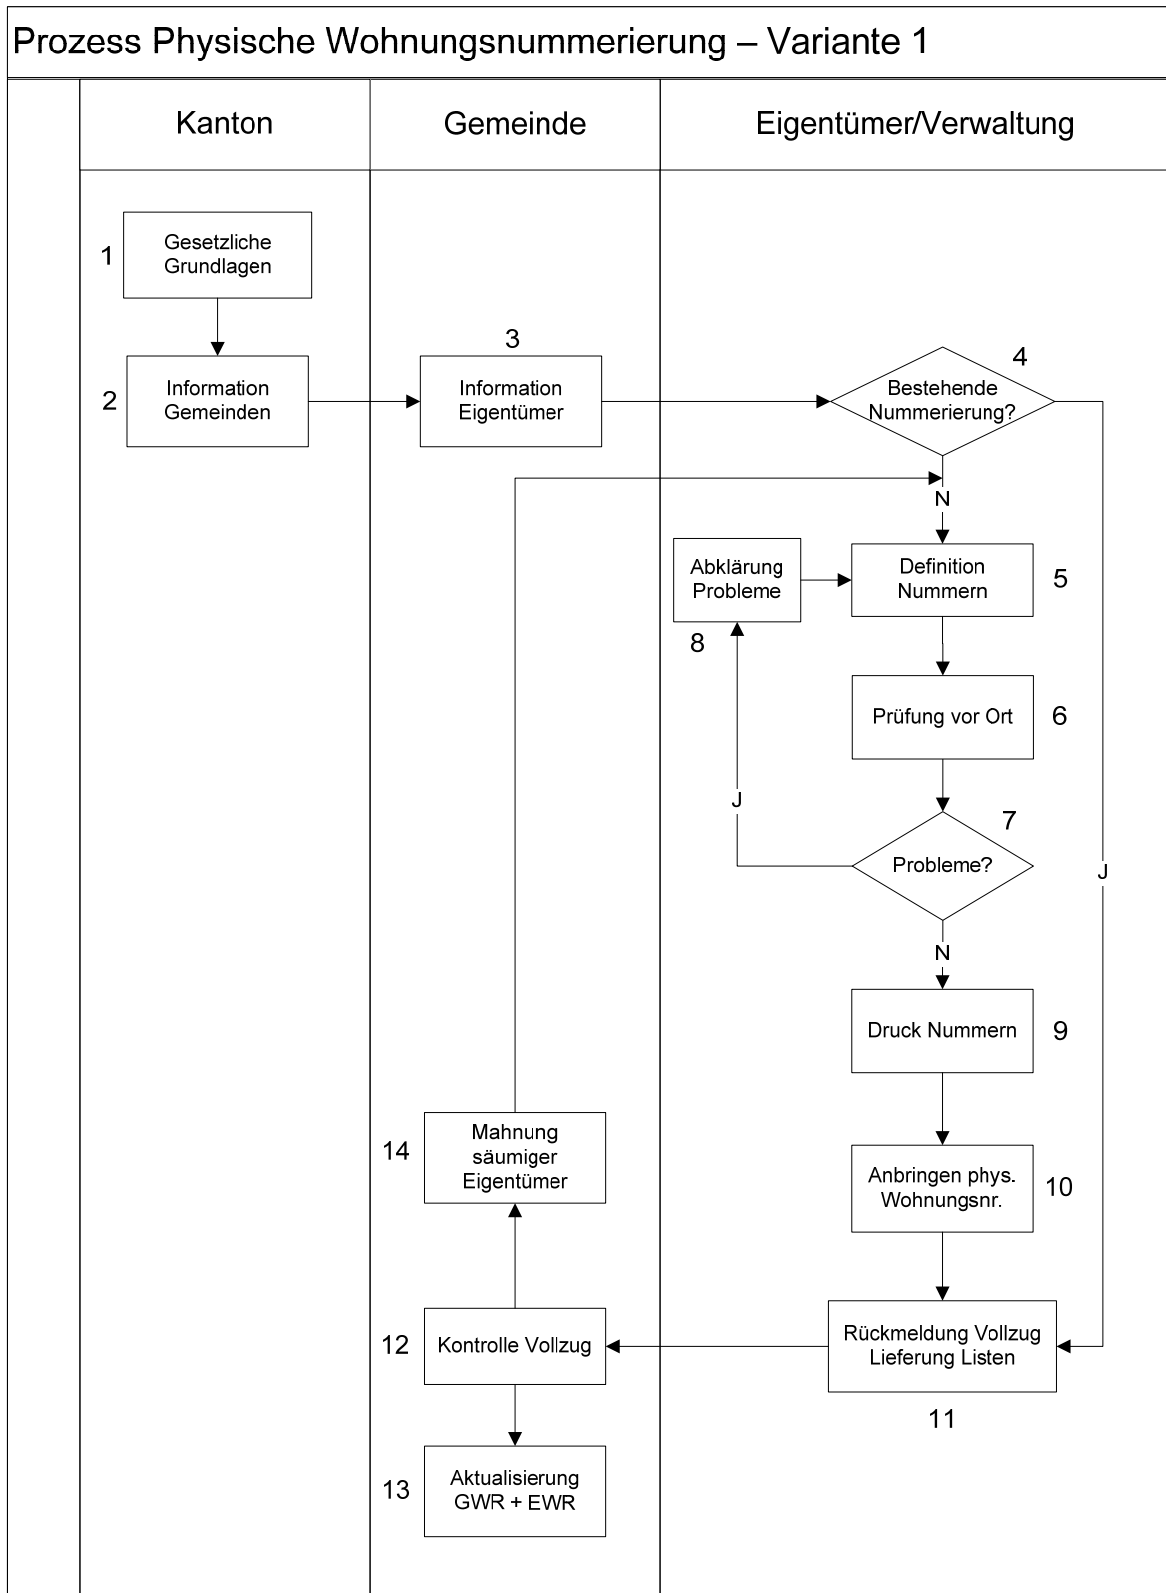 Prozess Physische Wohnungsnummerierung – Variante 1
Kanton
Gemeinde
Eigentümer/Verwaltung
1
Gesetzliche
Grundlagen
2
Information
Gemeinden
3
Information
Eigentümer
4
Bestehende
Nummerierung?
N
J
5
Definition
Nummern
8
Abklärung
Probleme
6
Prüfung vor Ort
7
Probleme?
J
N
9
Druck Nummern
10
Anbringen phys.
Wohnungsnr.
11
Rückmeldung Vollzug
Lieferung Listen
12
Kontrolle Vollzug
13
Aktualisierung
GWR + EWR
14
Mahnung
säumiger
Eigentümer